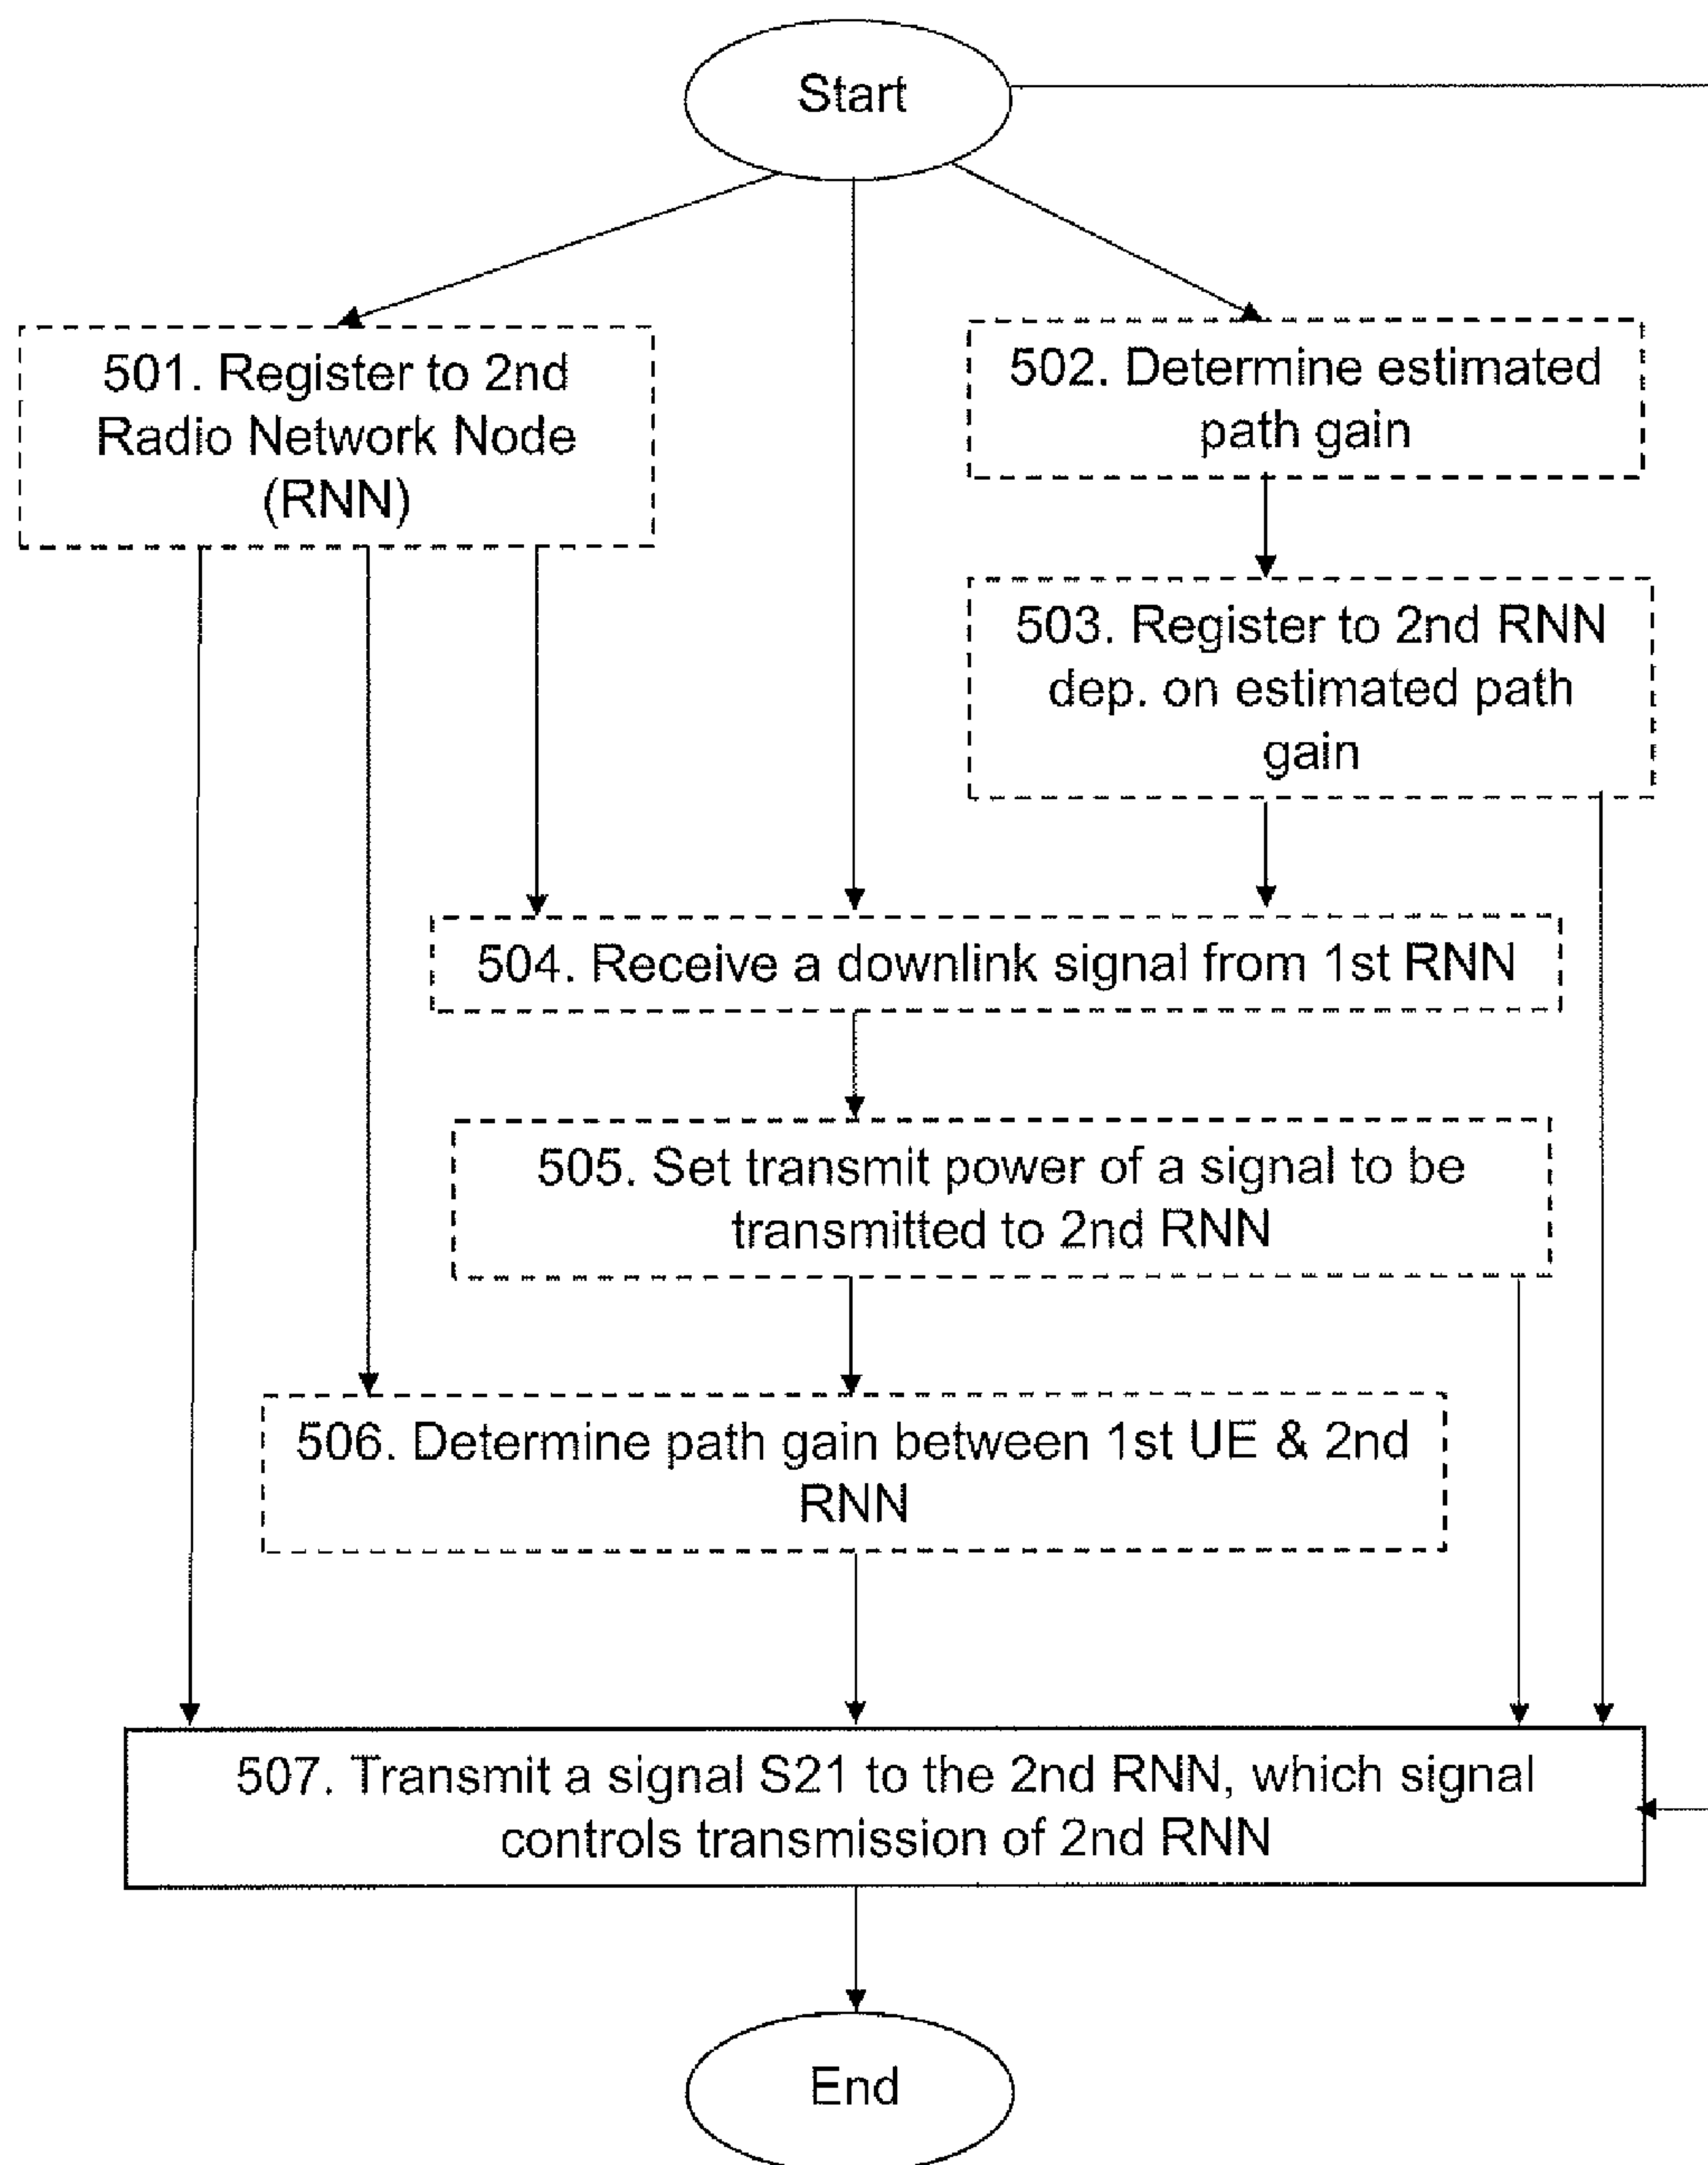 Start
501. Register to 2nd
Radio Network Node
(RNN)
502. Determine estimated
path gain
503. Register to 2nd RNN
dep. on estimated path
gain
504. Receive a downlink signal from 1st RNN
505. Set transmit power of a signal to be
transmitted to 2nd RNN
506. Determine path gain between 1st UE & 2nd
RNN
507. Transmit a signal S21 to the 2nd RNN, which signal
controls transmission of 2nd RNN
End